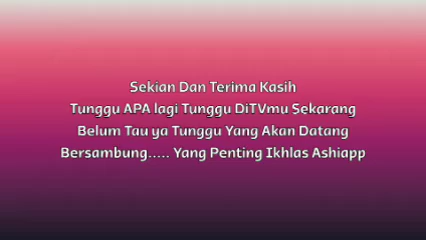 Sekian Dan Terima Kasih
Tunggu APA lagi Tunggu DiTVmu Sekarang
Belum Tau ya Tunggu Yang Akan Datang
Bersambung..... Yang Penting Ikhlas Ashiapp